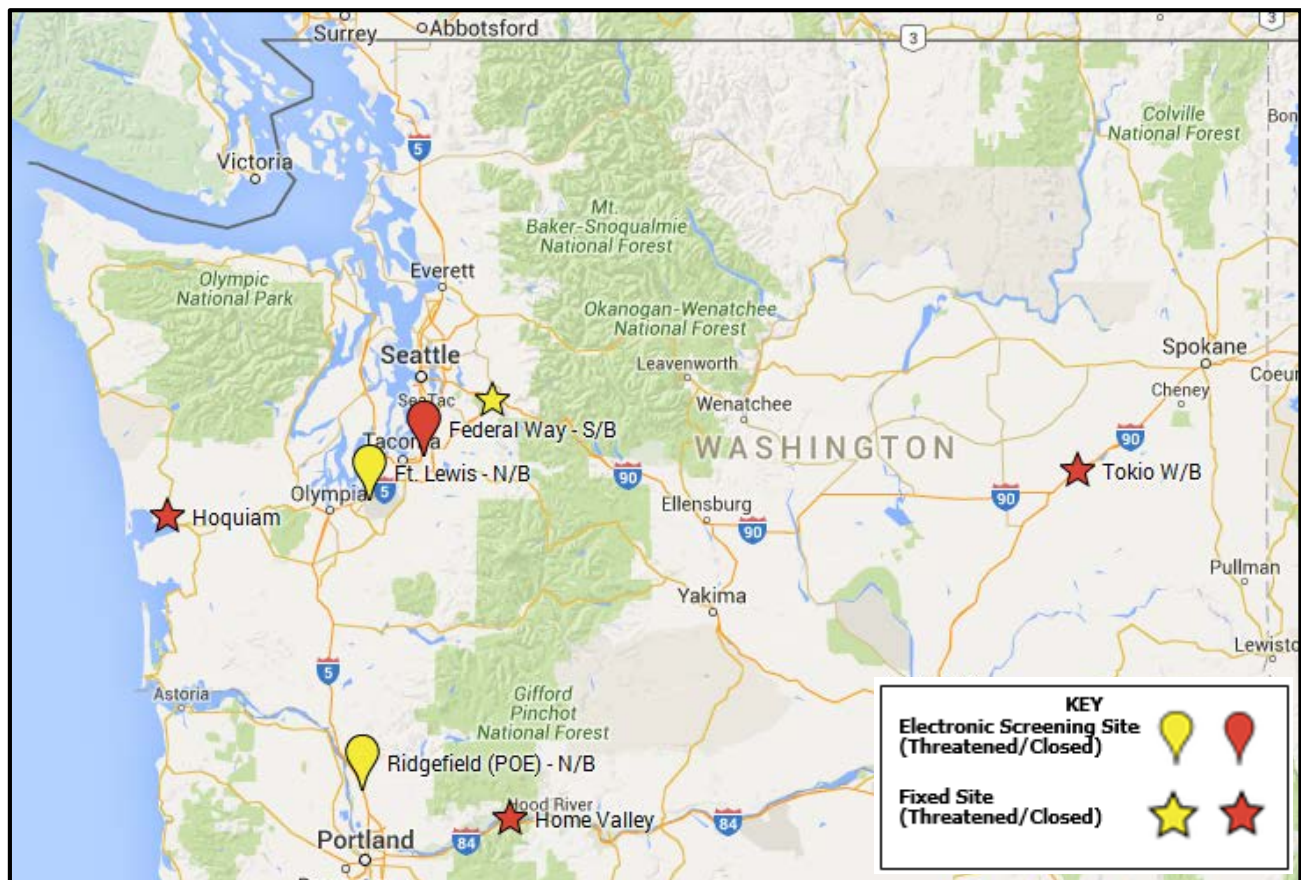 Surrey
Abbotsford
3
3
Colville
National Forest
Bon
5
Victoria
Mt.
Baker-Snoqualmie
National Forest
Olympic
National Park
Everett
Okanogan-Wenatchee
National Forest
Spokane
Coeur
Seattle
Leavenworth
Cheney
SeaTac
Wenatchee
Federal Way - S/B
WASHINGTON
90
Tacoma
Ft. Lewis - N/B
90
Tokio W/B
Olympia
5
90
Ellensburg
Hoquiam
90
Pullman
Yakima
Lewisto
5
Astoria
Gifford
Pinchot
National Forest
KEY
Electronic Screening Site
(Threatened/Closed)
Ridgefield (POE) - N/B
Fixed Site
(Threatened/Closed)
Hood River
Home Valley
84
84
Portland